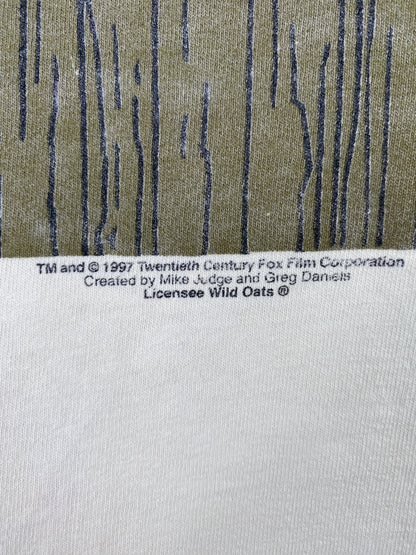 TM and © 1997 Twentieth Century Fox Film Corporation
Created by Mike Judge and Greg Daniels
Licensee Wild Oats ®